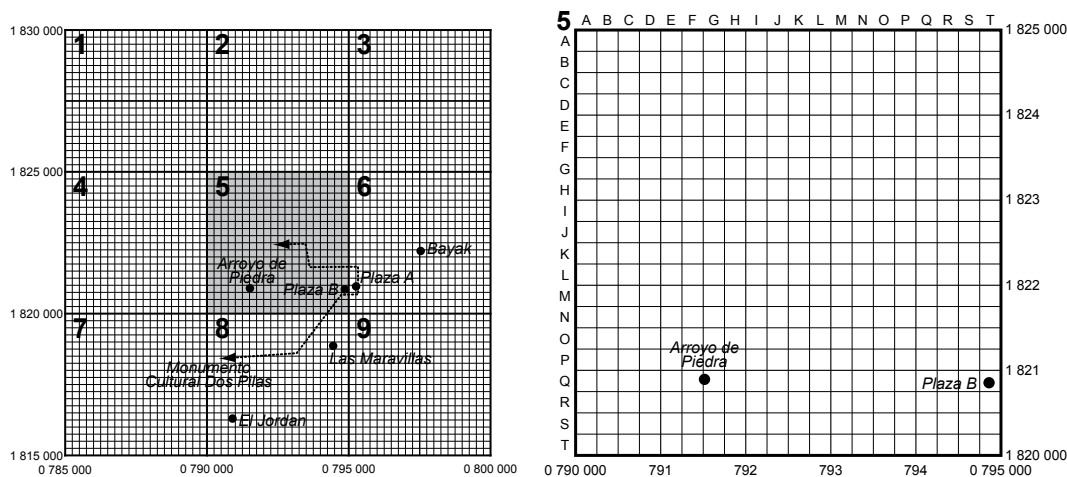 1 830 000
1 2 3
1 825 000
4 5 6
Bayak
Arroyo de
Piedra
Plaza A
Plaza B
1 820 000
7 8 9
Las Maravillas
Monumento
Cultural Dos Pilas
El Jordan
1 815 000
0 785 000 0 790 000 0 795 000 0 800 000
5 A B C D E F G H I J K L M N O P Q R S T
1 825 000
A
B
C
D
1 824
E
F
G
H
1 823
I
J
K
L
1 822
M
N
O
P
Arroyo de
Piedra
1 821
Q
Plaza B
R
S
T
1 820 000
0 790 000 791 792 793 794 0 795 000